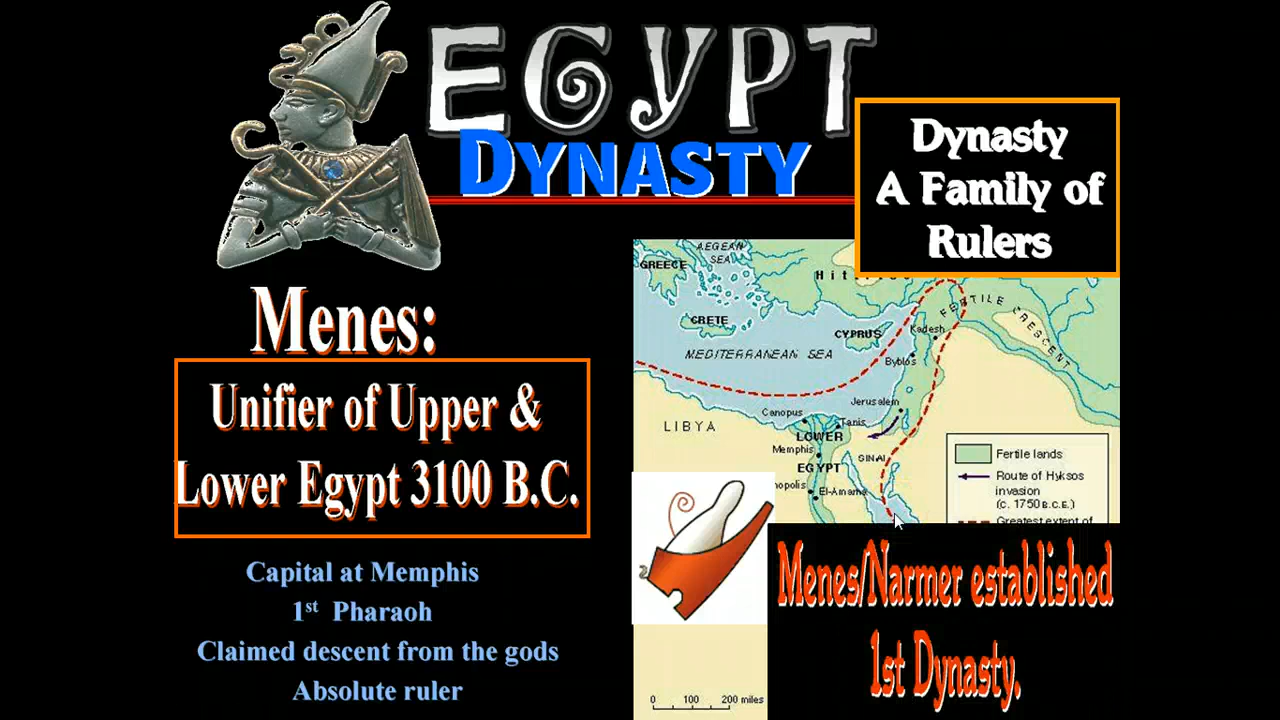 EGYPT
DYNASTY
Dynasty
A Family of
Rulers
Menes:
Unifier of Upper &
Lower Egypt 3100 B.C.
Capital at Memphis
1st Pharaoh
Claimed descent from the gods
Absolute ruler
AEGEAN
SEA
GREECE
CRETE
CYPRUS
MEDITERRANEAN SEA
FERTILE CRESCENT
Kadesh
Byblos
Jerusalem
Canopus
Tanis
LIBYA
LOWER
Memphis
EGYPT
SINAI
El-Amarna
Fertile lands
Route of Hyksos
invasion
(c. 1750 B.C.E.)
Greatest extent of
Menes/Narmer established
1st Dynasty.
0 100 200 miles